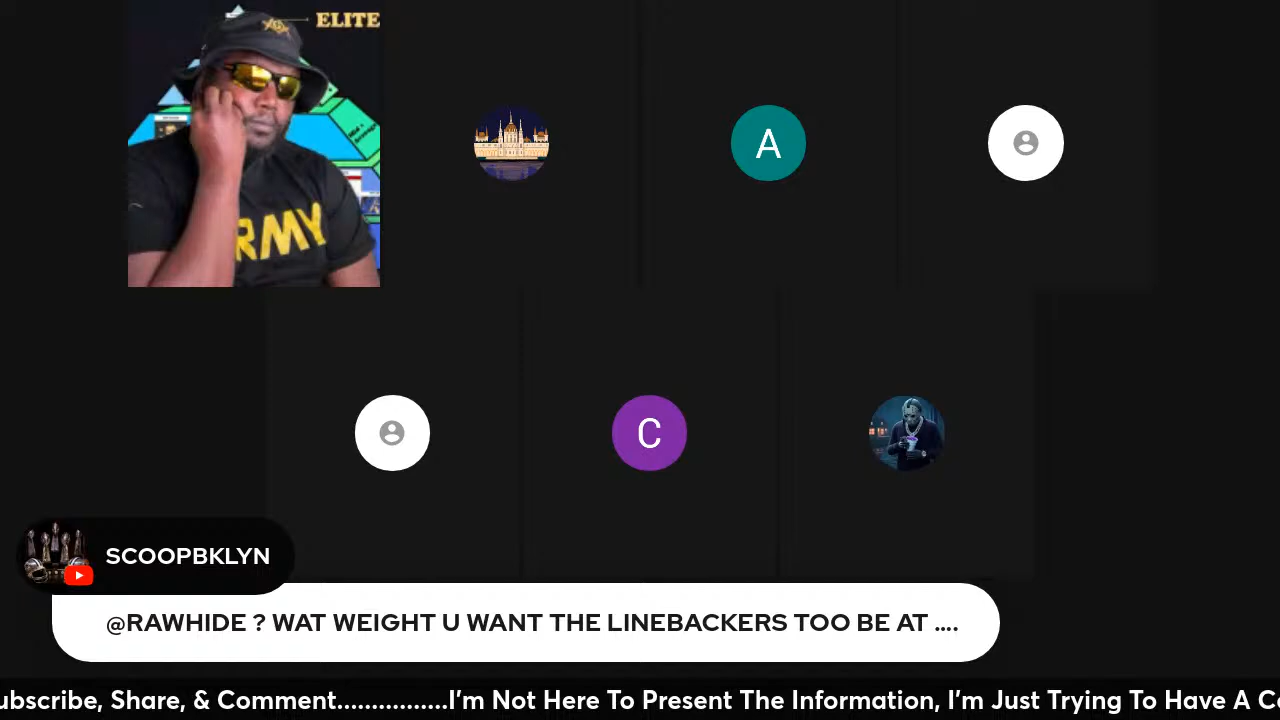 ELITE
ARMY
A
C
SCOOPBKLYN
@RAWHIDE ? WAT WEIGHT U WANT THE LINEBACKERS TOO BE AT ....
ubscribe, Share, & Comment................I'm Not Here To Present The Information, I'm Just Trying To Have A Co